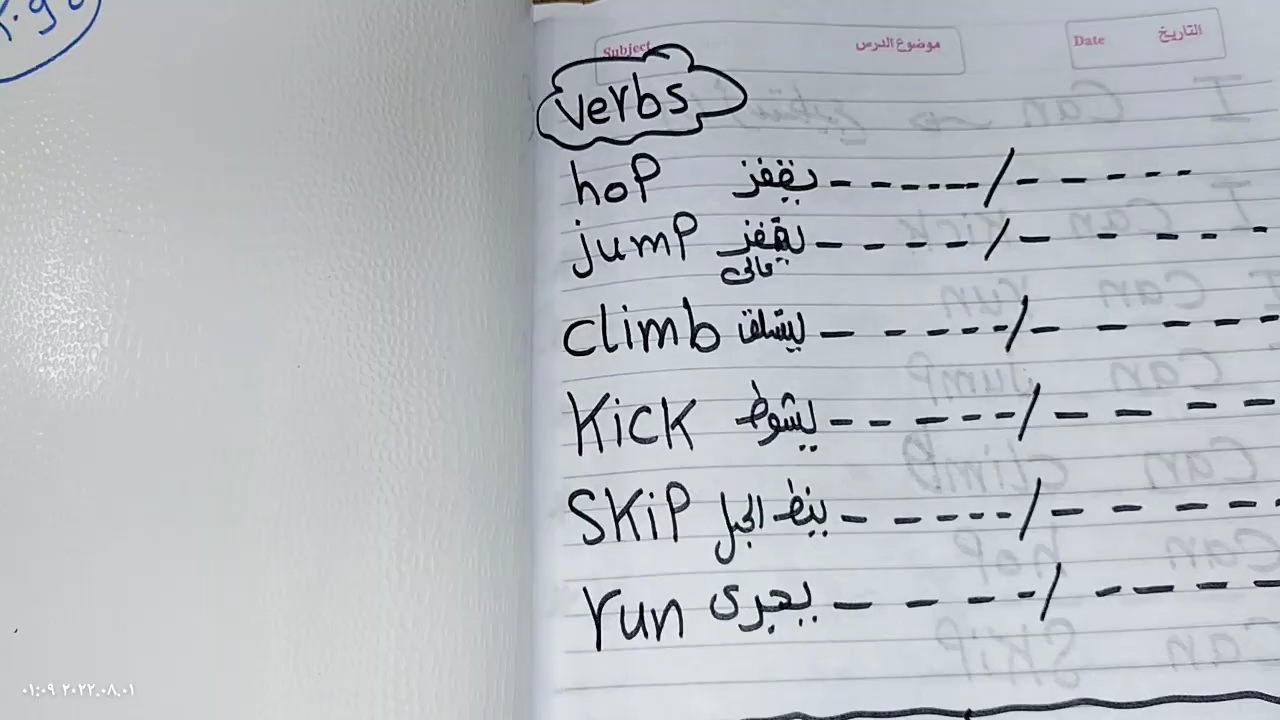 Subject موضوع الدرس
Date التاريخ
Verbs
hop يقفز - - - - - - / - - - - - -
jump يقفز - - - - / - - - - - -
عالى
climb يتسلق - - - - - - / - - - - - -
Kick يشوط - - - - - - / - - - -
SKiP ينط الحبل - - - - - - / - - - - -
run يجرى - - - - - / - - - - -
٠١:٠٩ ٢٠٢٢.٠٨.٠١